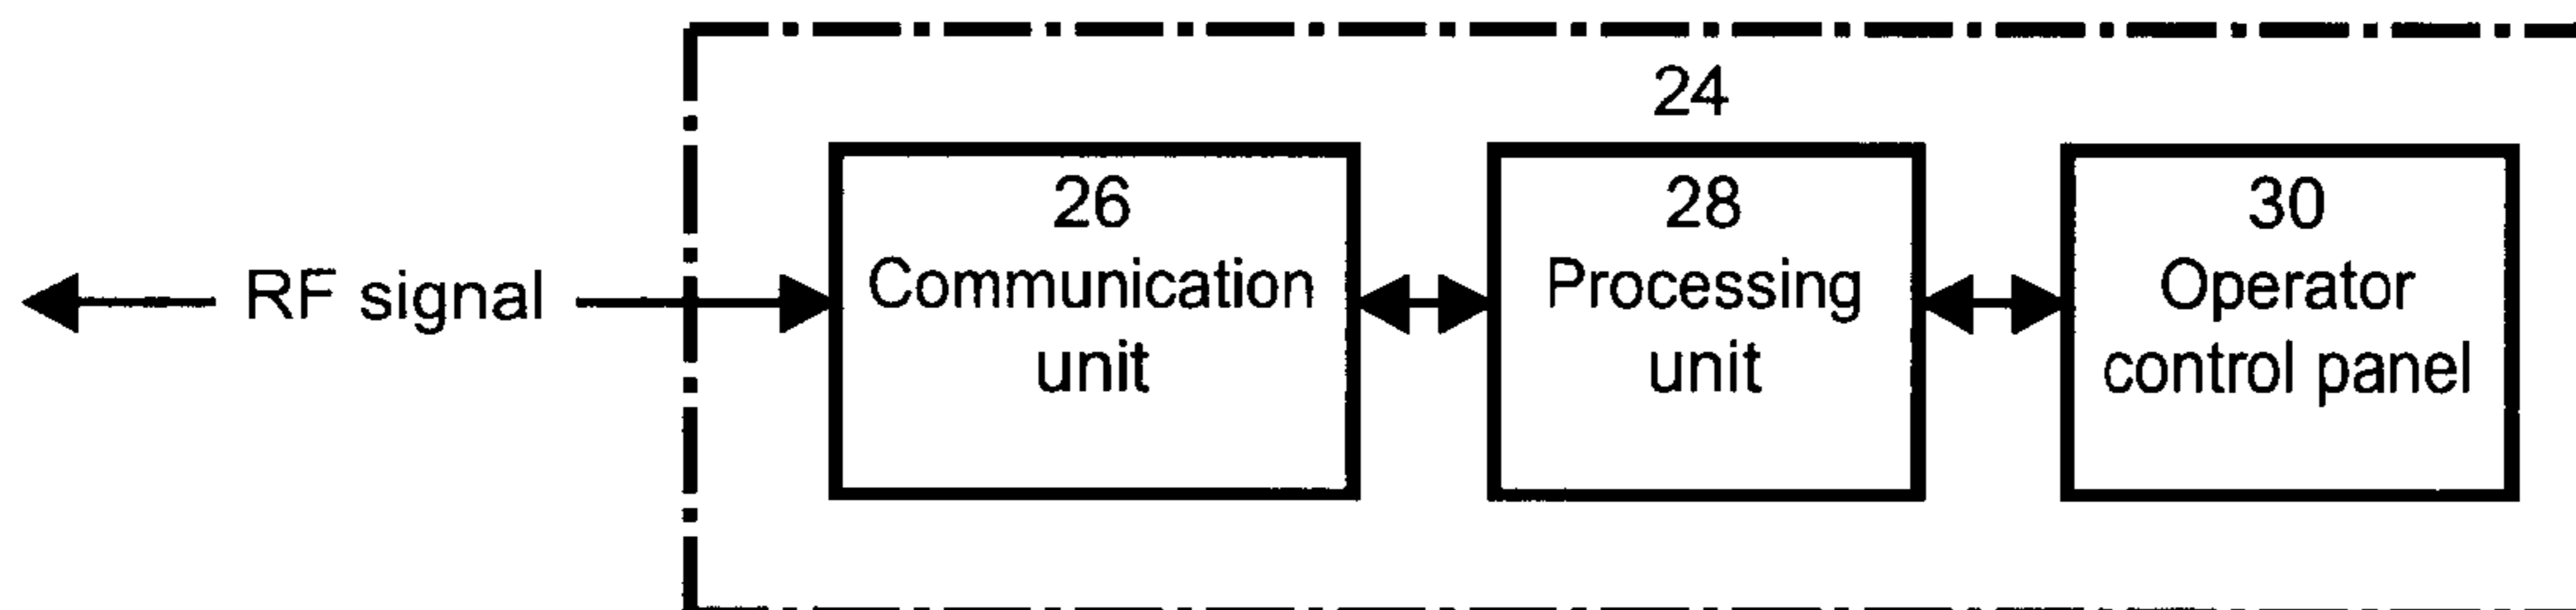 24
RF signal
26
Communication
unit
28
Processing
unit
30
Operator
control panel